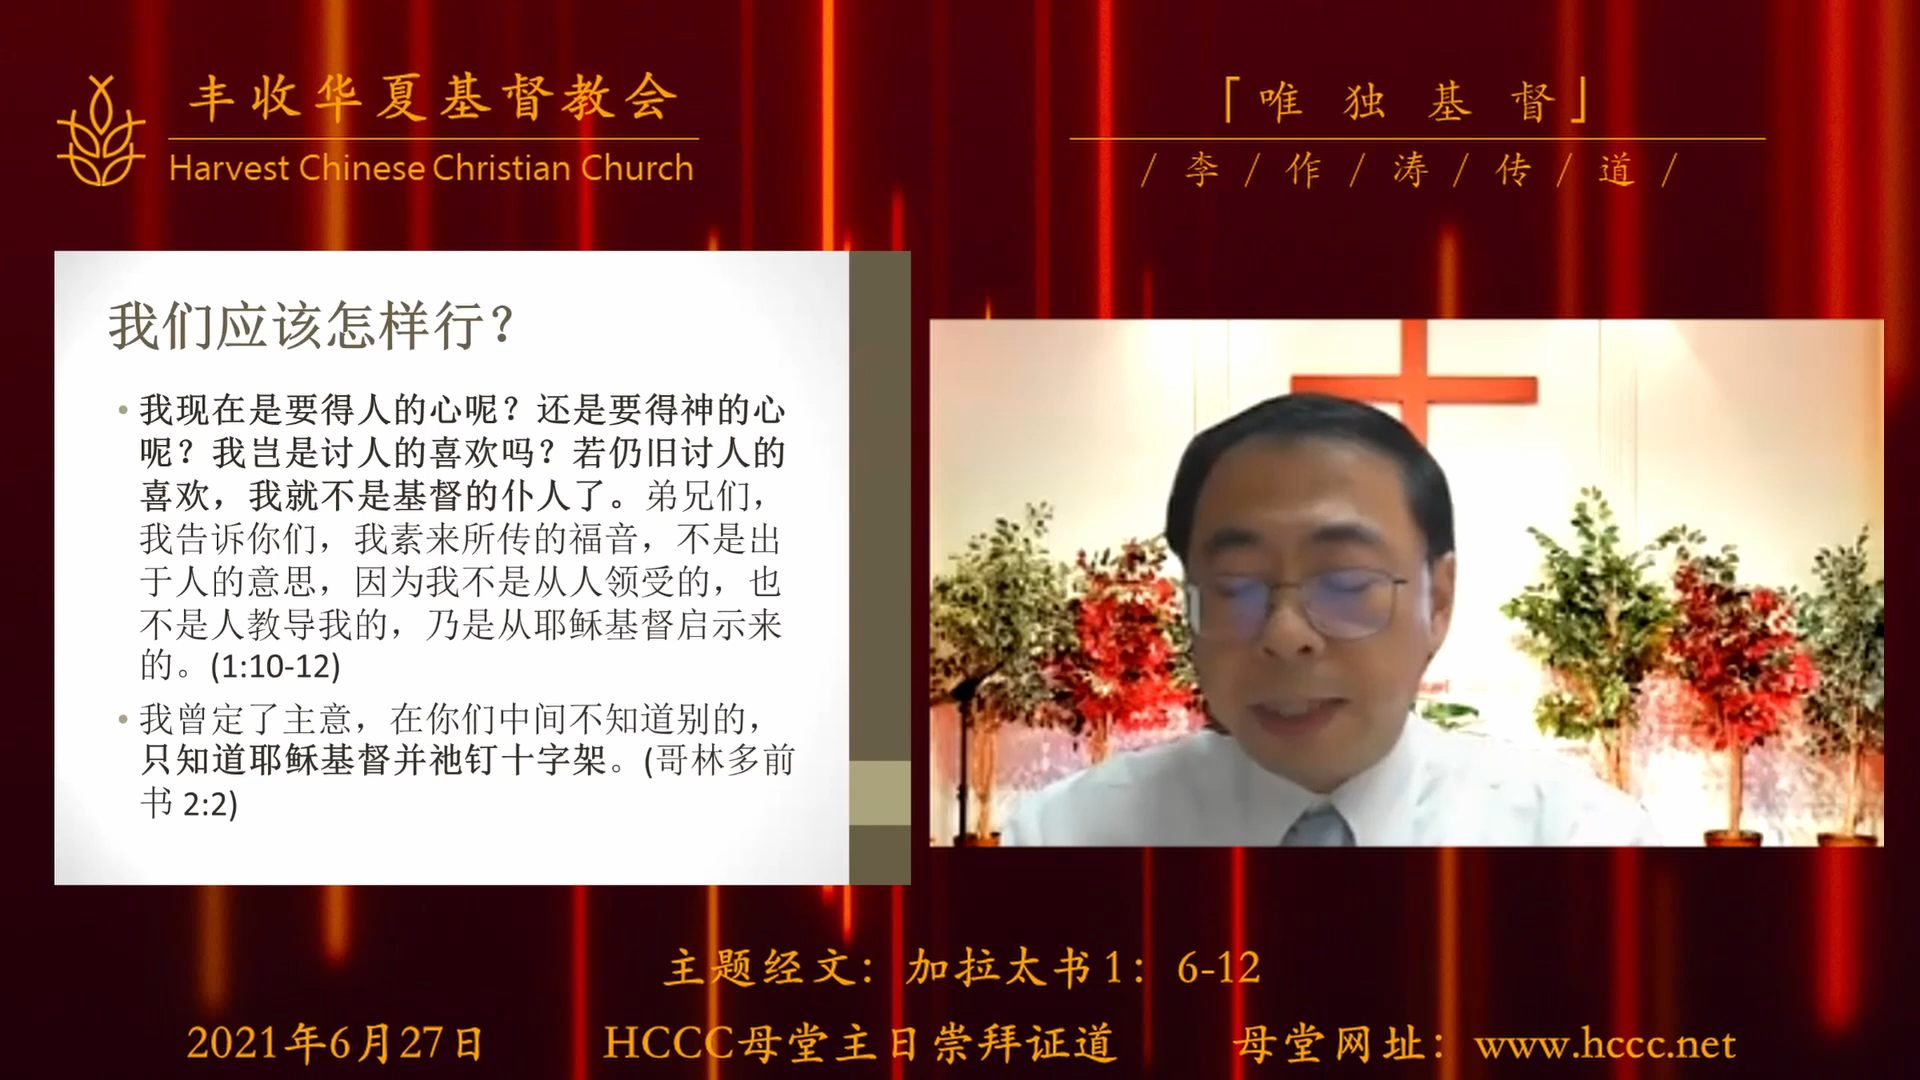 丰收华夏基督教会
Harvest Chinese Christian Church
「唯独基督」
/ 李 / 作 / 涛 / 传 / 道 /
我们应该怎样行？
• 我现在是要得人的心呢？还是要得神的心
呢？我岂是讨人的喜欢吗？若仍旧讨人的
喜欢，我就不是基督的仆人了。弟兄们，
我告诉你们，我素来所传的福音，不是出
于人的意思，因为我不是从人领受的，也
不是人教导我的，乃是从耶稣基督启示来
的。(1:10-12)
• 我曾定了主意，在你们中间不知道别的，
只知道耶稣基督并祂钉十字架。(哥林多前
书 2:2)
主题经文：加拉太书1：6-12
2021年6月27日
HCCC母堂主日崇拜证道
母堂网址：www.hccc.net